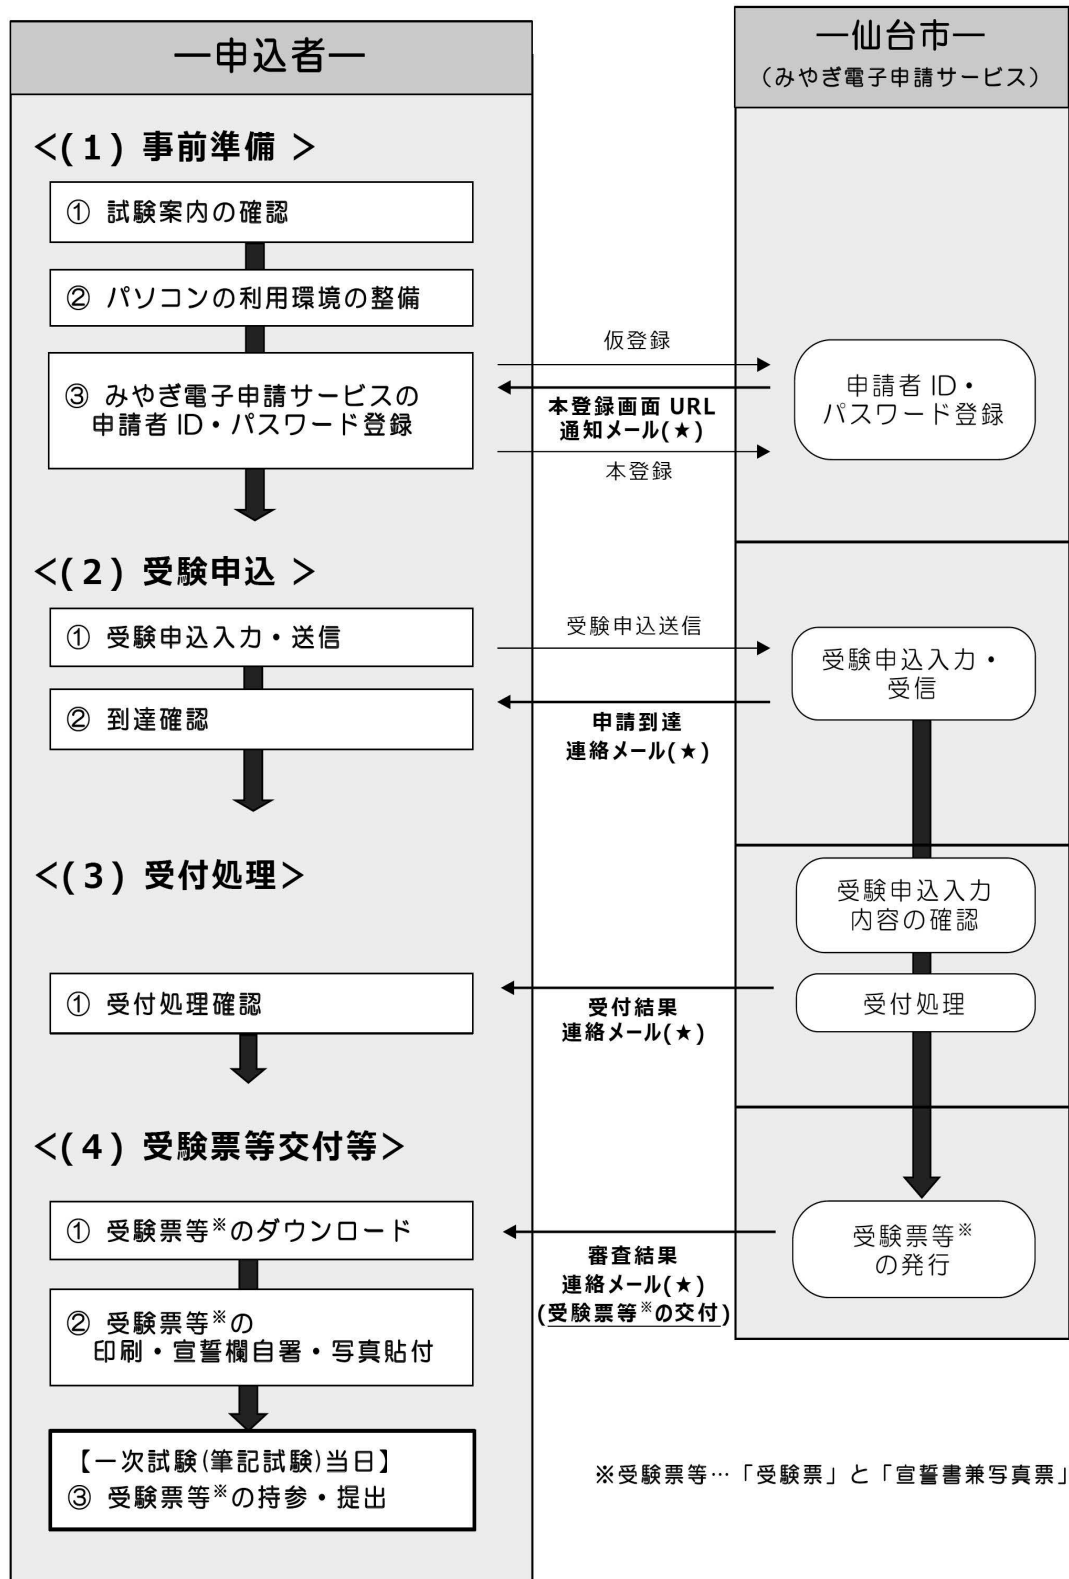 ―申込者―
―仙台市―
（みやぎ電子申請サービス）
＜(１) 事前準備 ＞
① 試験案内の確認
② パソコンの利用環境の整備
③ みやぎ電子申請サービスの
申請者 ID・パスワード登録
仮登録
本登録画面 URL
通知メール(★)
本登録
申請者 ID・
パスワード登録
＜(２) 受験申込 ＞
① 受験申込入力・送信
② 到達確認
受験申込送信
申請到達
連絡メール(★)
受験申込入力・
受信
＜(３) 受付処理＞
受験申込入力
内容の確認
① 受付処理確認
受付結果
連絡メール(★)
受付処理
＜(４) 受験票等交付等＞
① 受験票等※のダウンロード
審査結果
連絡メール(★)
(受験票等※の交付)
受験票等※
の発行
② 受験票等※の
印刷・宣誓欄自署・写真貼付
【一次試験(筆記試験)当日】
③ 受験票等※の持参・提出
※受験票等…「受験票」と「宣誓書兼写真票」